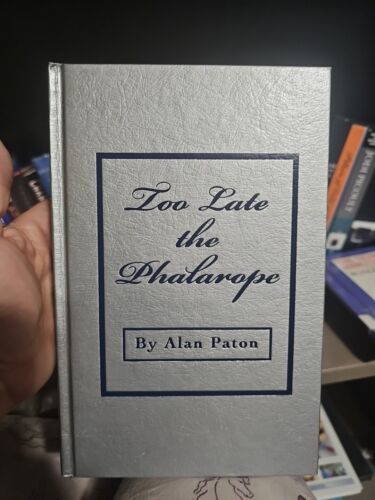 Too Late
the
Phalarope
By Alan Paton